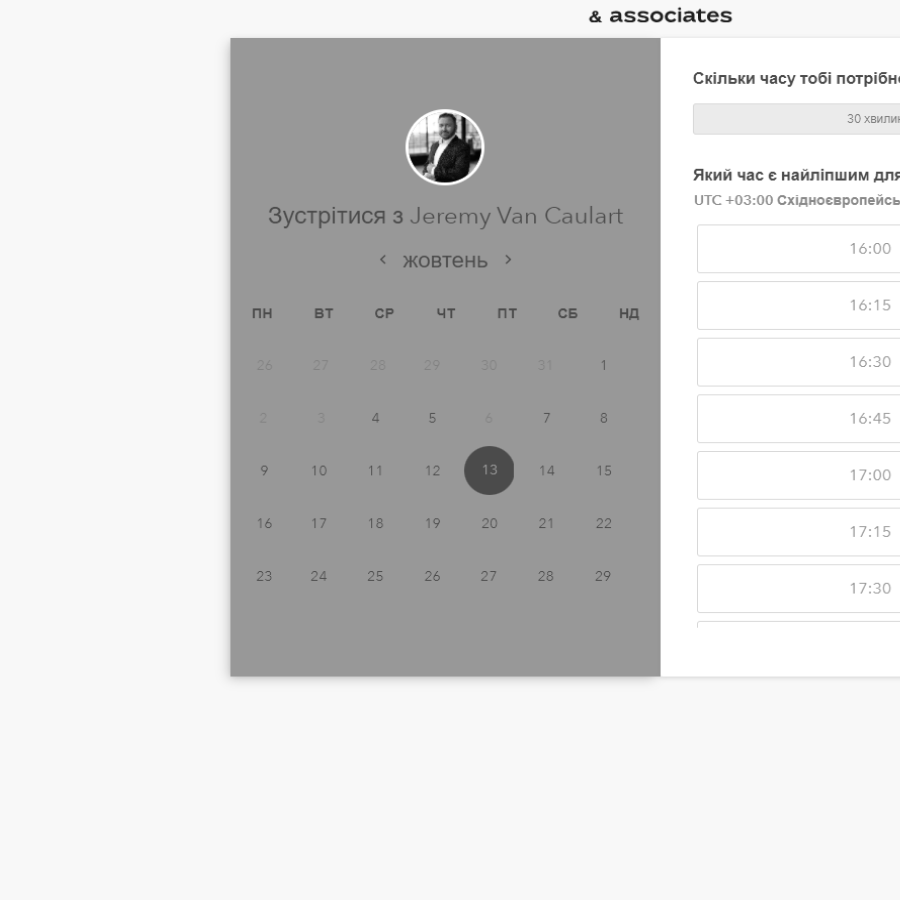 & associates
Зустрітися з Jeremy Van Caulart
< жовтень >
ПН ВТ СР ЧТ ПТ СБ НД
26 27 28 29 30 31 1
2 3 4 5 6 7 8
9 10 11 12 13 14 15
16 17 18 19 20 21 22
23 24 25 26 27 28 29
Скільки часу тобі потрібн
30 хвили
Який час є найліпшим для
UTC +03:00 Східноєвропейсь
16:00
16:15
16:30
16:45
17:00
17:15
17:30